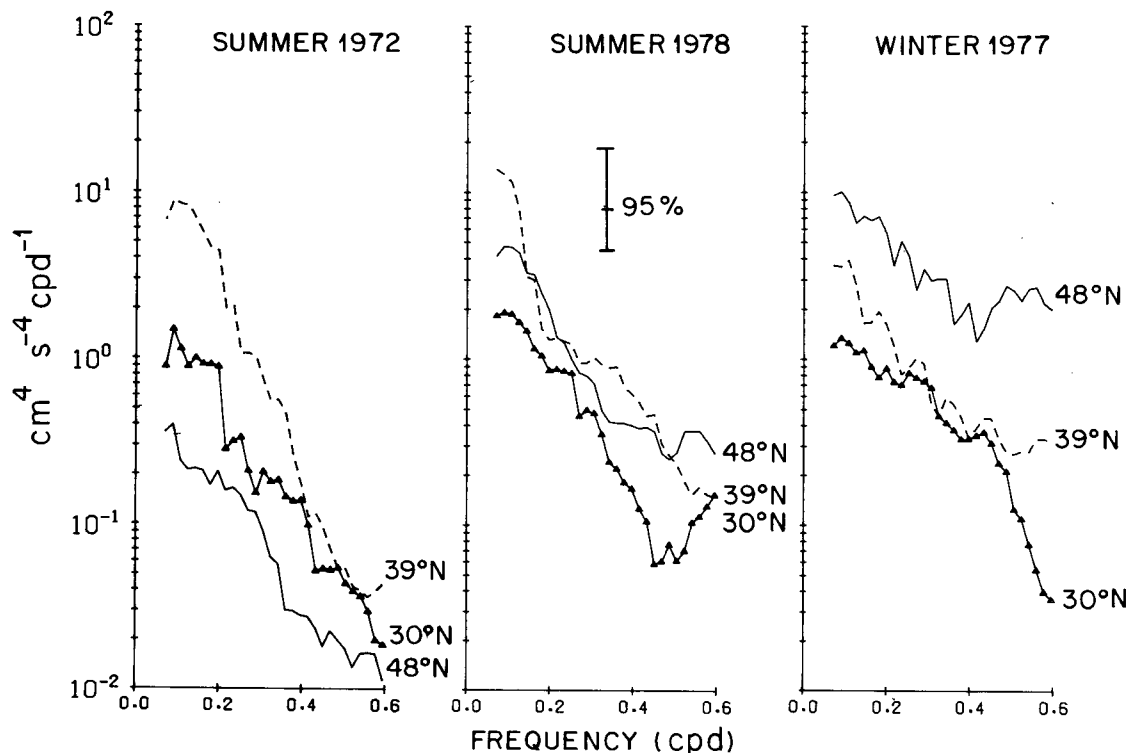 SUMMER 1972
SUMMER 1978
WINTER 1977
10²
10¹
10⁰
10⁻¹
10⁻²
cm⁴ s⁻⁴ cpd⁻¹
95%
39°N
30°N
48°N
48°N
39°N
30°N
48°N
39°N
30°N
0.0 0.2 0.4 0.6
0.0 0.2 0.4 0.6
0.0 0.2 0.4 0.6
FREQUENCY (cpd)